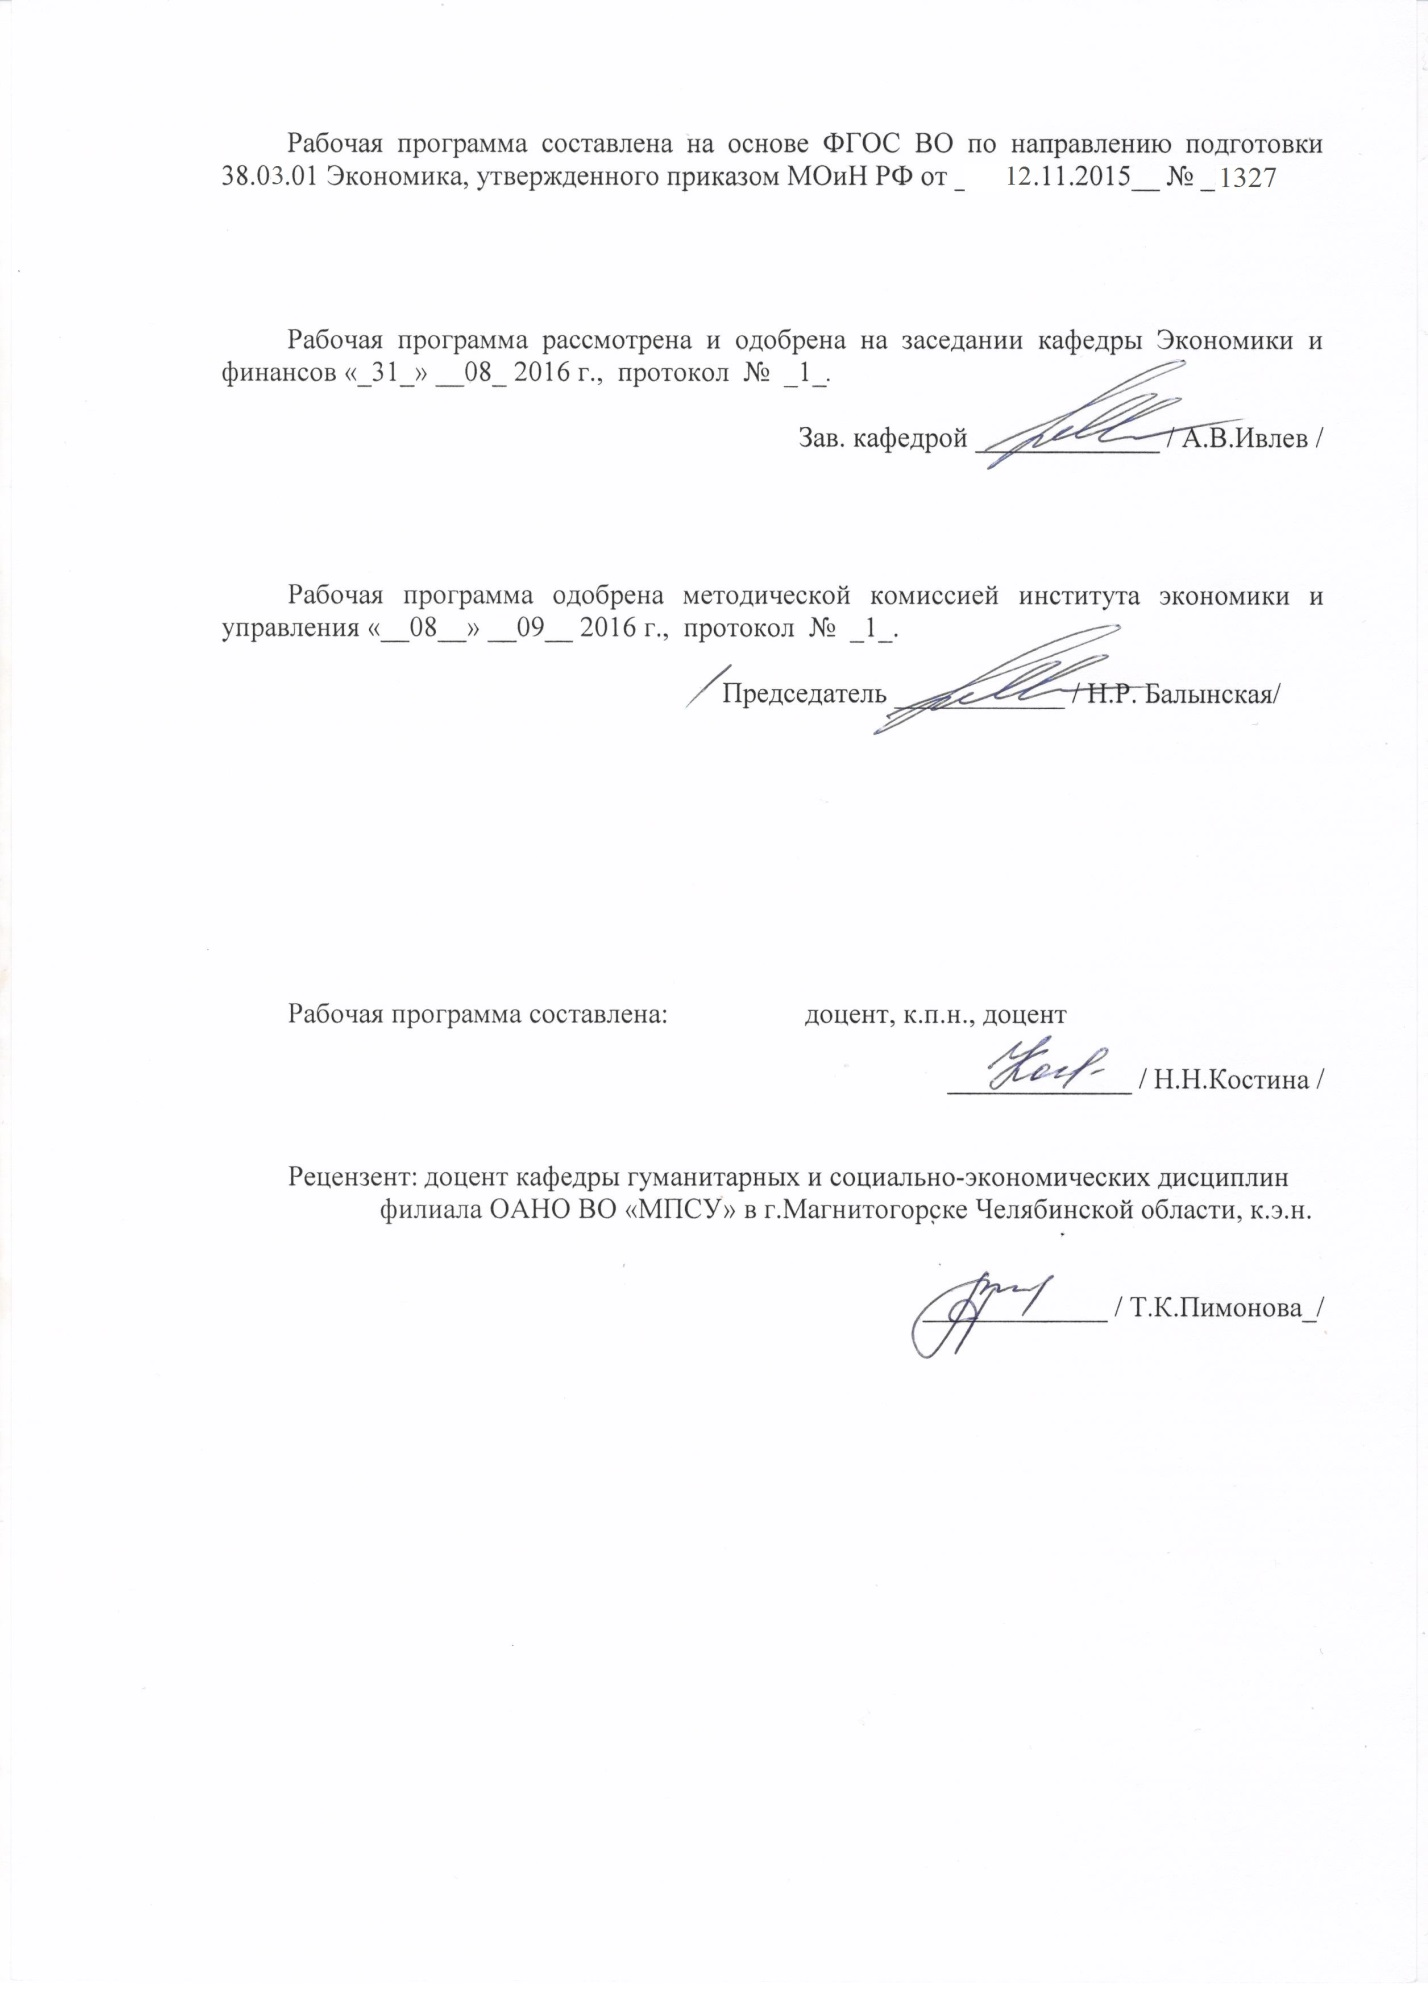 Рабочая программа составлена на основе ФГОС ВО по направлению подготовки
38.03.01 Экономика, утвержденного приказом МОиН РФ от _ 12.11.2015__ № _1327
Рабочая программа рассмотрена и одобрена на заседании кафедры Экономики и
финансов «_31_» __08_ 2016 г., протокол № _1_.
Зав. кафедрой _____________ / А.В.Ивлев /
Рабочая программа одобрена методической комиссией института экономики и
управления «__08__» __09__ 2016 г., протокол № _1_.
/ Председатель ____________ / Н.Р. Балынская/
Рабочая программа составлена: доцент, к.п.н., доцент
_____________ / Н.Н.Костина /
Рецензент: доцент кафедры гуманитарных и социально-экономических дисциплин
филиала ОАНО ВО «МПСУ» в г.Магнитогорске Челябинской области, к.э.н.
_____________ / Т.К.Пимонова_/